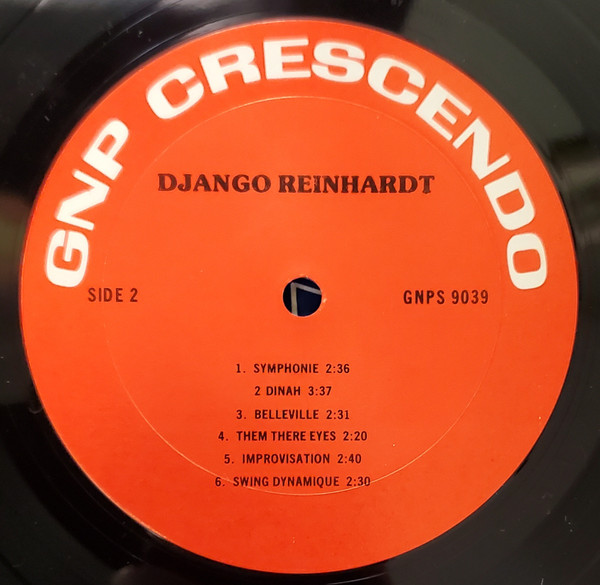 GNP CRESCENDO
DJANGO REINHARDT
SIDE 2
GNPS 9039
1. SYMPHONIE 2:36
2 DINAH 3:37
3. BELLEVILLE 2:31
4. THEM THERE EYES 2:20
5. IMPROVISATION 2:40
6. SWING DYNAMIQUE 2:30